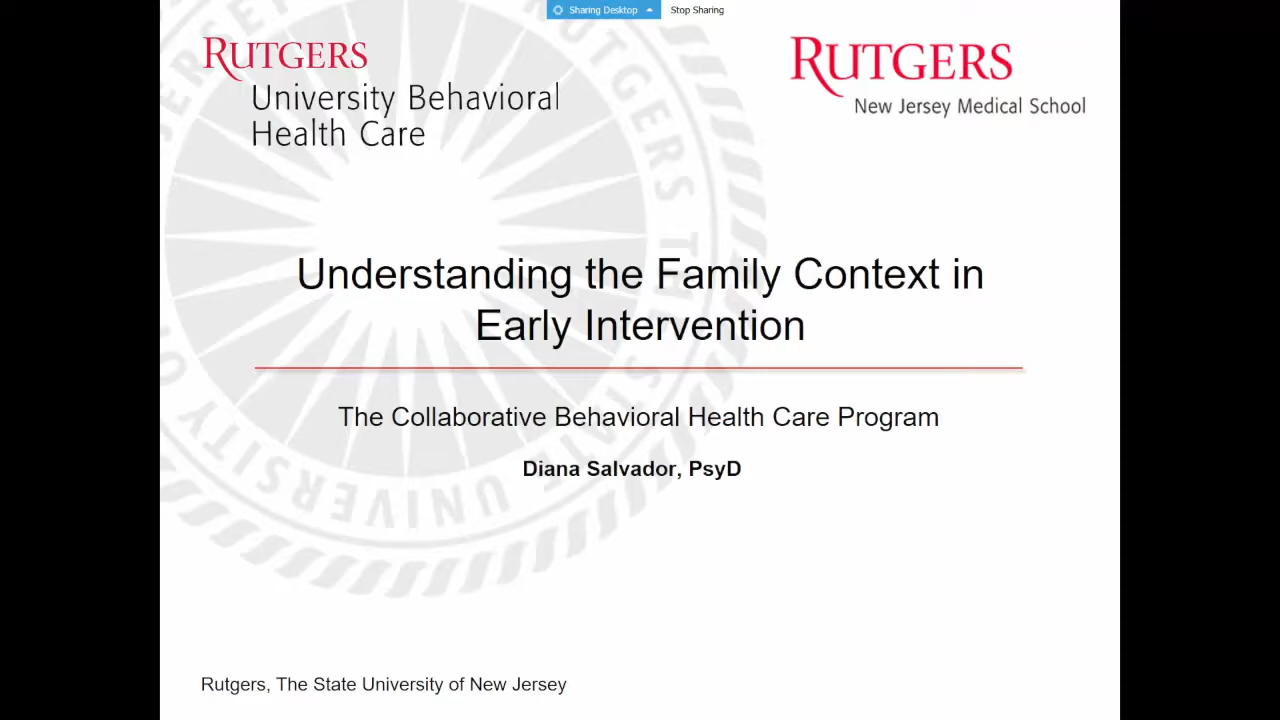 Sharing Desktop
Stop Sharing
RUTGERS
University Behavioral
Health Care
RUTGERS
New Jersey Medical School
Understanding the Family Context in
Early Intervention
The Collaborative Behavioral Health Care Program
Diana Salvador, PsyD
Rutgers, The State University of New Jersey